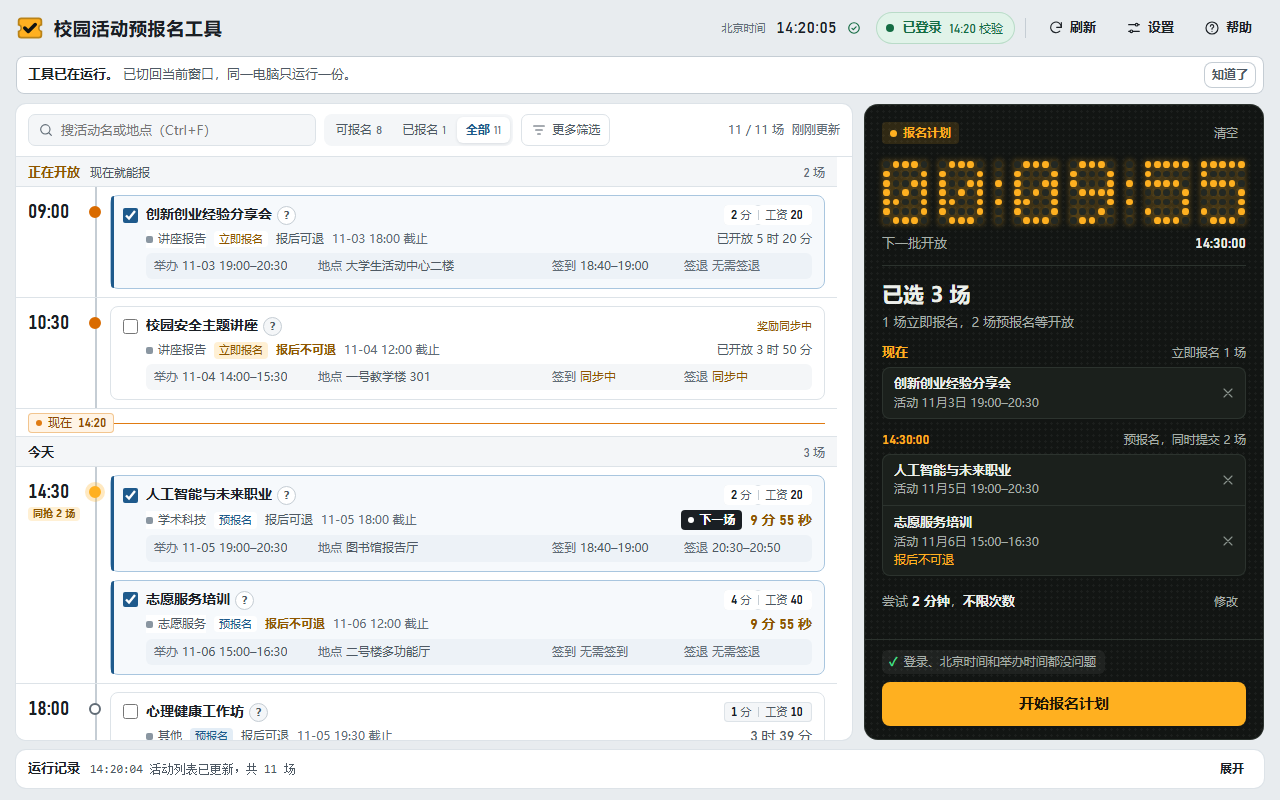 校园活动预报名工具
北京时间 14:20:05 已登录 14:20 校验 刷新 设置 帮助
工具已在运行。 已切回当前窗口，同一电脑只运行一份。 知道了
搜活动名或地点（Ctrl+F） 可报名 8 已报名 1 全部 11 更多筛选 11 / 11 场 刚刚更新
正在开放 现在就能报 2 场
09:00 创新创业经验分享会 ? 2 分 工资 20
讲座报告 立即报名 报后可退 11-03 18:00 截止 已开放 5 时 20 分
举办 11-03 19:00–20:30 地点 大学生活动中心二楼 签到 18:40–19:00 签退 无需签退
10:30 校园安全主题讲座 ? 奖励同步中
讲座报告 立即报名 报后不可退 11-04 12:00 截止 已开放 3 时 50 分
举办 11-04 14:00–15:30 地点 一号教学楼 301 签到 同步中 签退 同步中
现在 14:20
今天 3 场
14:30 人工智能与未来职业 ? 2 分 工资 20
同抢 2 场
学术科技 预报名 报后可退 11-05 18:00 截止 下一场 9 分 55 秒
举办 11-05 19:00–20:30 地点 图书馆报告厅 签到 18:40–19:00 签退 20:30–20:50
志愿服务培训 ? 4 分 工资 40
志愿服务 预报名 报后不可退 11-06 12:00 截止 9 分 55 秒
举办 11-06 15:00–16:30 地点 二号楼多功能厅 签到 无需签到 签退 无需签退
18:00 心理健康工作坊 ? 1 分 工资 10
其他 预报名 报后可退 11-05 19:30 截止 3 时 39 分
报名计划 清空
00:09:55
下一批开放 14:30:00
已选 3 场
1 场立即报名，2 场预报名等开放
现在 立即报名 1 场
创新创业经验分享会
活动 11月3日 19:00–20:30
14:30:00 预报名，同时提交 2 场
人工智能与未来职业
活动 11月5日 19:00–20:30
志愿服务培训
活动 11月6日 15:00–16:30
报后不可退
尝试 2 分钟，不限次数 修改
登录、北京时间和举办时间都没问题
开始报名计划
运行记录 14:20:04 活动列表已更新，共 11 场 展开